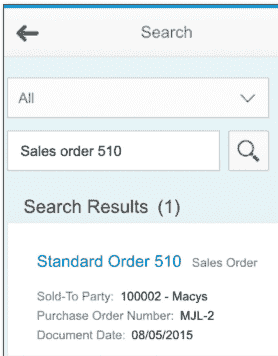 Search
All
Sales order 510
Search Results (1)
Standard Order 510 Sales Order
Sold-To Party: 100002 - Macys
Purchase Order Number: MJL-2
Document Date: 08/05/2015